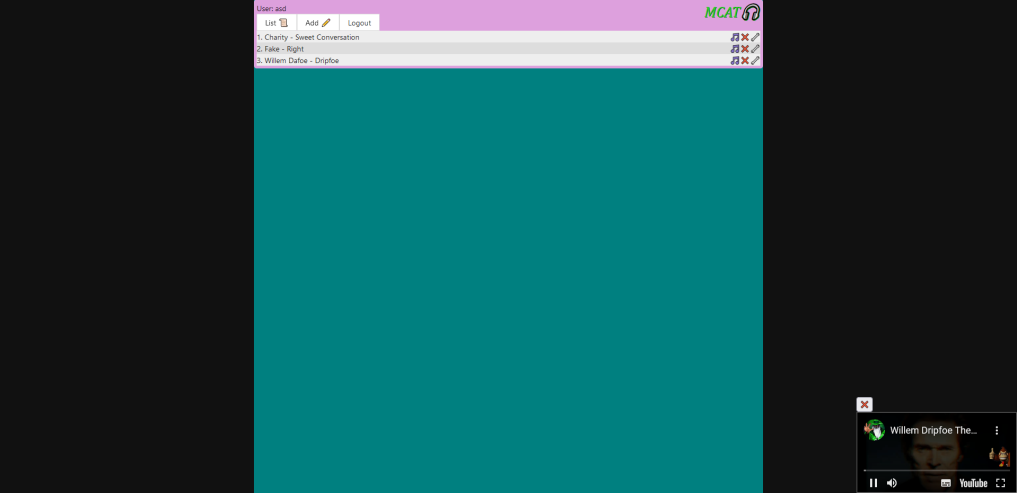 User: asd
MCAT
List Add Logout
1. Charity - Sweet Conversation
2. Fake - Right
3. Willem Dafoe - Dripfoe
Willem Dripfoe The...
YouTube